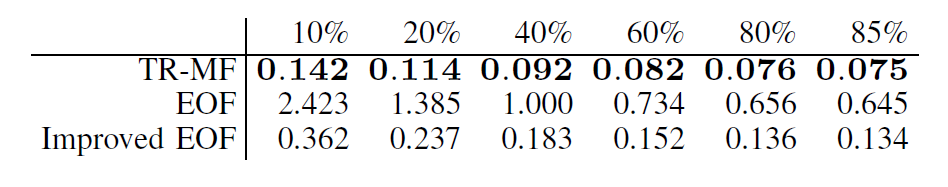 10% 20% 40% 60% 80% 85%
TR-MF 0.142 0.114 0.092 0.082 0.076 0.075
EOF 2.423 1.385 1.000 0.734 0.656 0.645
Improved EOF 0.362 0.237 0.183 0.152 0.136 0.134